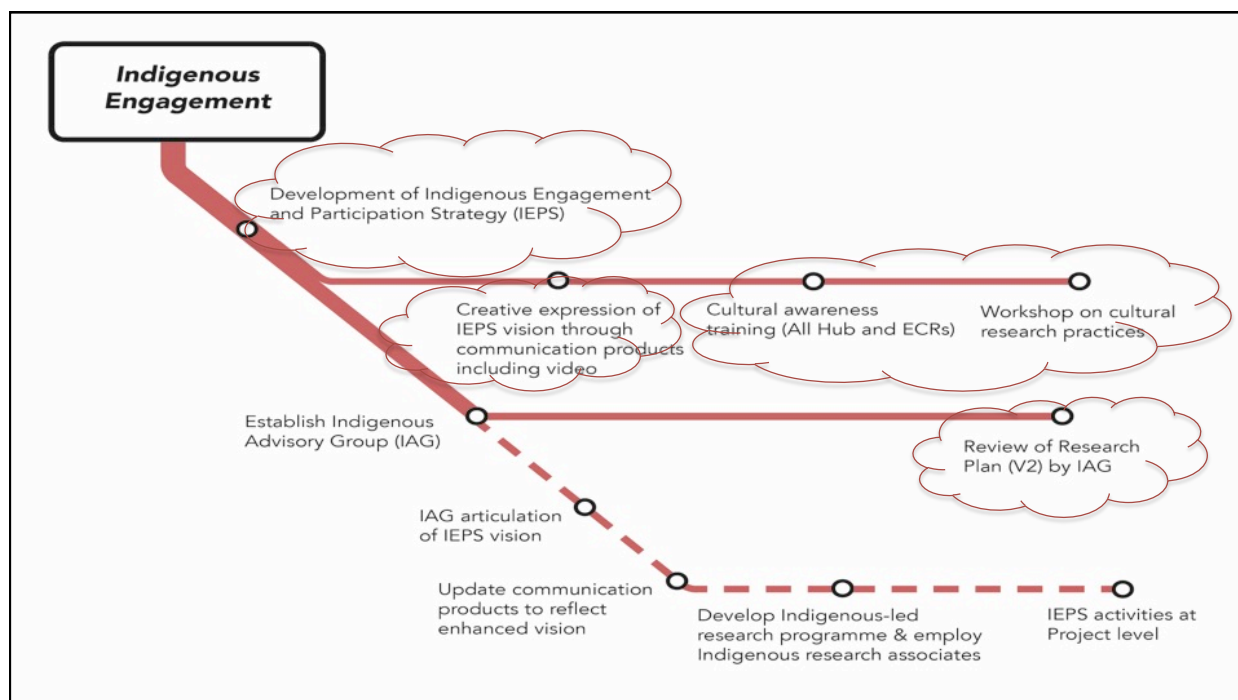 Indigenous
Engagement
Development of Indigenous Engagement
and Participation Strategy (IEPS)
Creative expression of
IEPS vision through
communication products
including video
Cultural awareness
training (All Hub and ECRs)
Workshop on cultural
research practices
Establish Indigenous
Advisory Group (IAG)
Review of Research
Plan (V2) by IAG
IAG articulation
of IEPS vision
Update communication
products to reflect
enhanced vision
Develop Indigenous-led
research programme & employ
Indigenous research associates
IEPS activities at
Project level